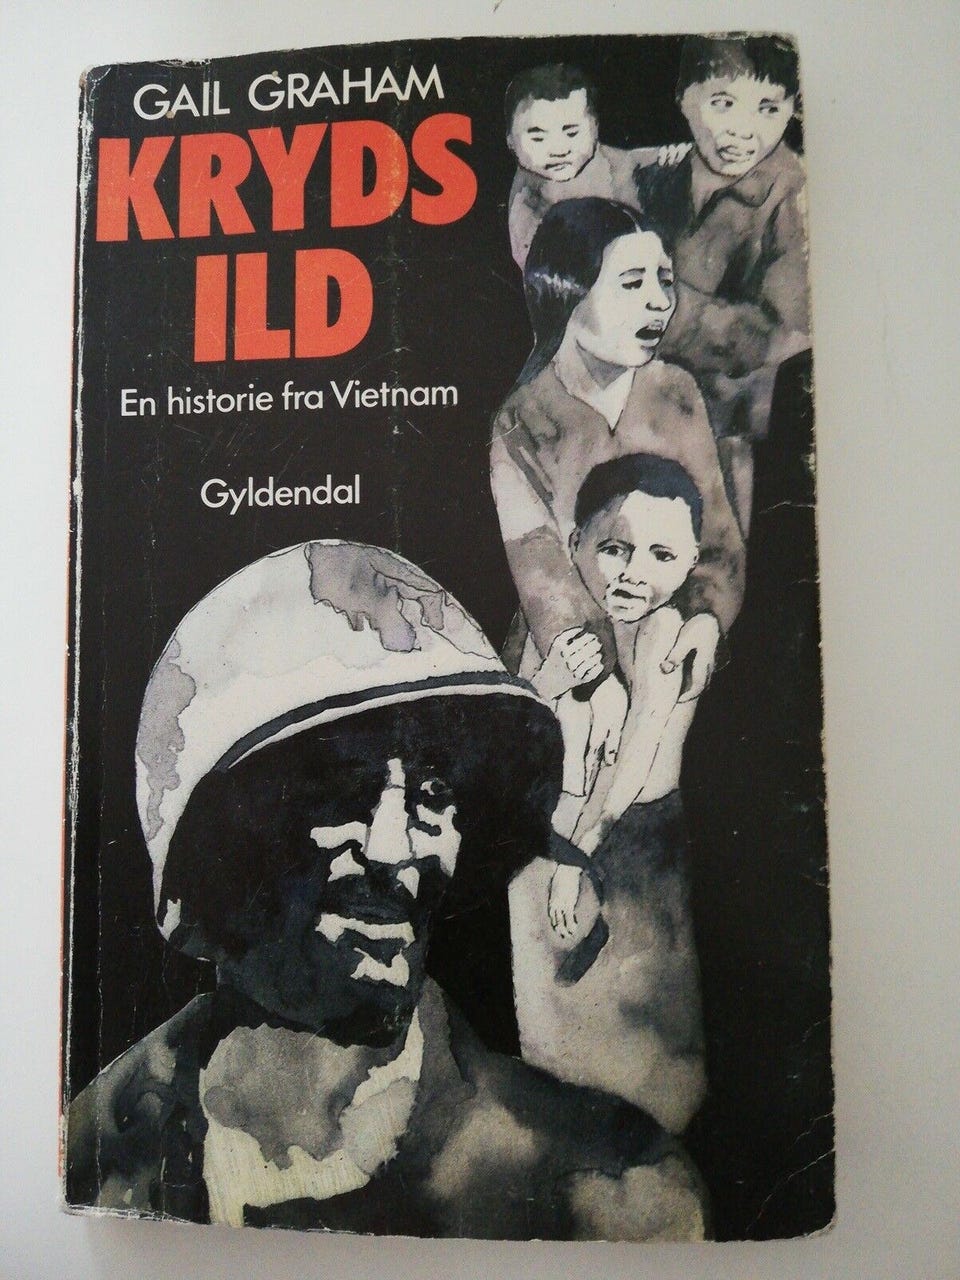 GAIL GRAHAM
KRYDS
ILD
En historie fra Vietnam
Gyldendal